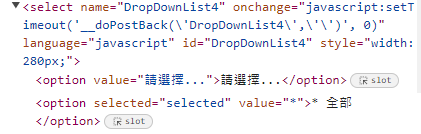 <select name="DropDownList4" onchange="javascript:setT
imeout('__doPostBack(\'DropDownList4\',\'\')', 0)"
language="javascript" id="DropDownList4" style="width:
280px;">
<option value="請選擇...">請選擇...</option> slot
<option selected="selected" value="*">* 全部
</option> slot